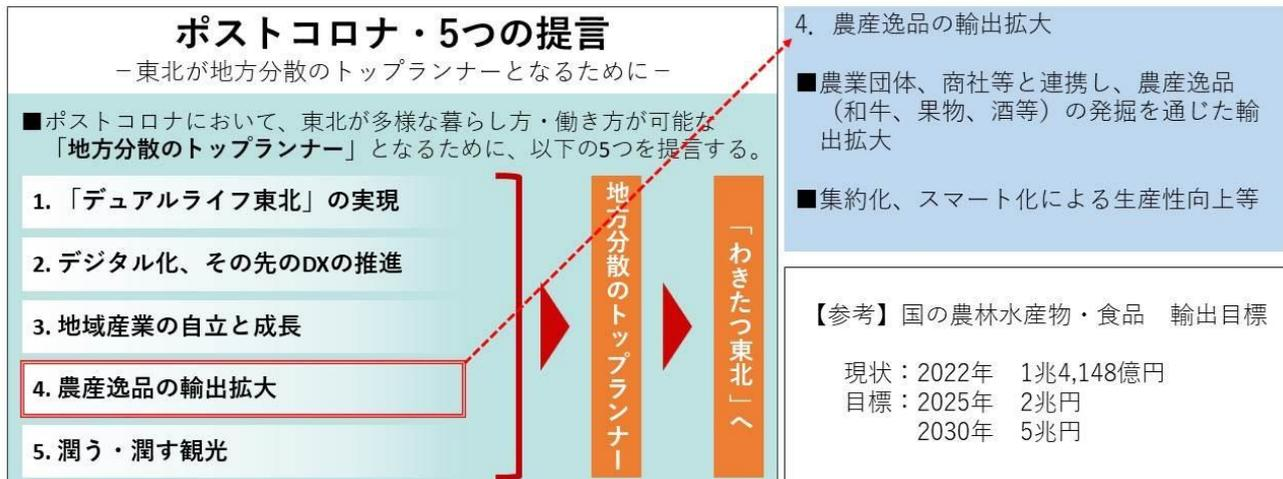 ポストコロナ・5つの提言
－東北が地方分散のトップランナーとなるために－
■ポストコロナにおいて、東北が多様な暮らし方・働き方が可能な
「地方分散のトップランナー」となるために、以下の5つを提言する。
1. 「デュアルライフ東北」の実現
2. デジタル化、その先のDXの推進
3. 地域産業の自立と成長
4. 農産逸品の輸出拡大
5. 潤う・潤す観光
地方分散のトップランナー
「わきたつ東北」へ
4. 農産逸品の輸出拡大
■農業団体、商社等と連携し、農産逸品
（和牛、果物、酒等）の発掘を通じた輸
出拡大
■集約化、スマート化による生産性向上等
【参考】国の農林水産物・食品　輸出目標
現状：2022年　1兆4,148億円
目標：2025年　2兆円
2030年　5兆円